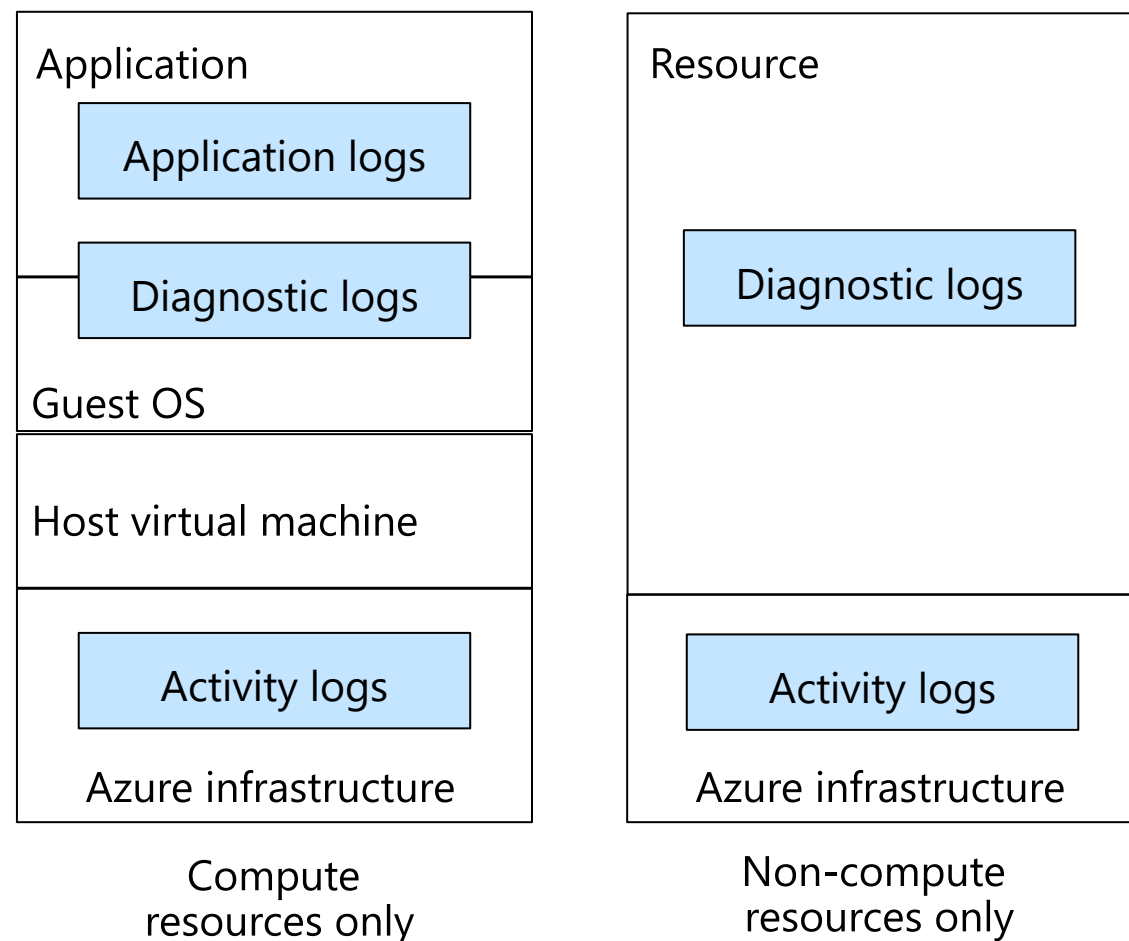 Application
Application logs
Diagnostic logs
Guest OS
Host virtual machine
Activity logs
Azure infrastructure
Compute
resources only
Resource
Diagnostic logs
Activity logs
Azure infrastructure
Non-compute
resources only